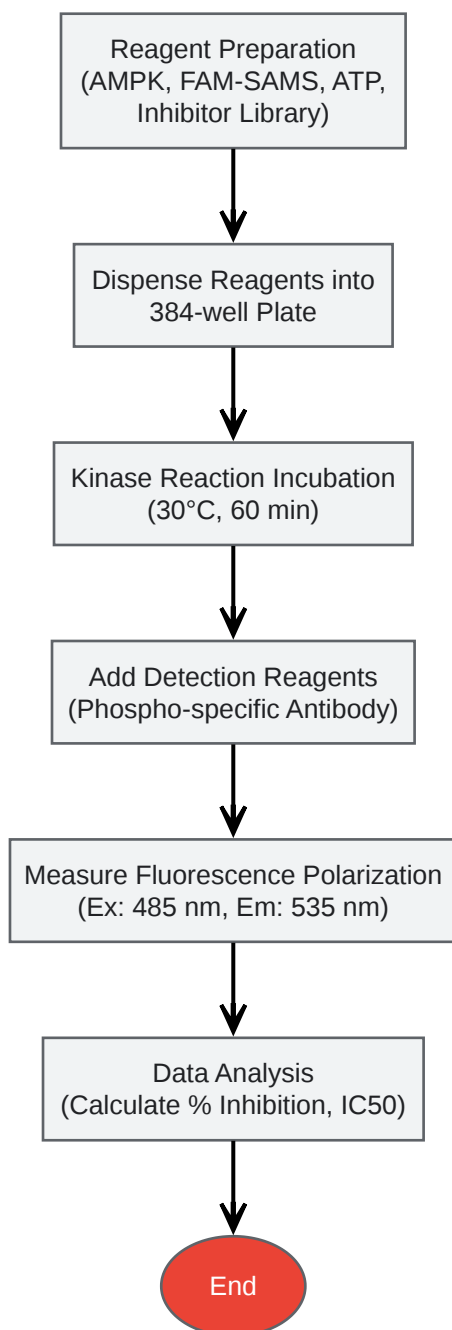 Reagent Preparation
(AMPK, FAM-SAMS, ATP,
Inhibitor Library)
Dispense Reagents into
384-well Plate
Kinase Reaction Incubation
(30°C, 60 min)
Add Detection Reagents
(Phospho-specific Antibody)
Measure Fluorescence Polarization
(Ex: 485 nm, Em: 535 nm)
Data Analysis
(Calculate % Inhibition, IC50)
End